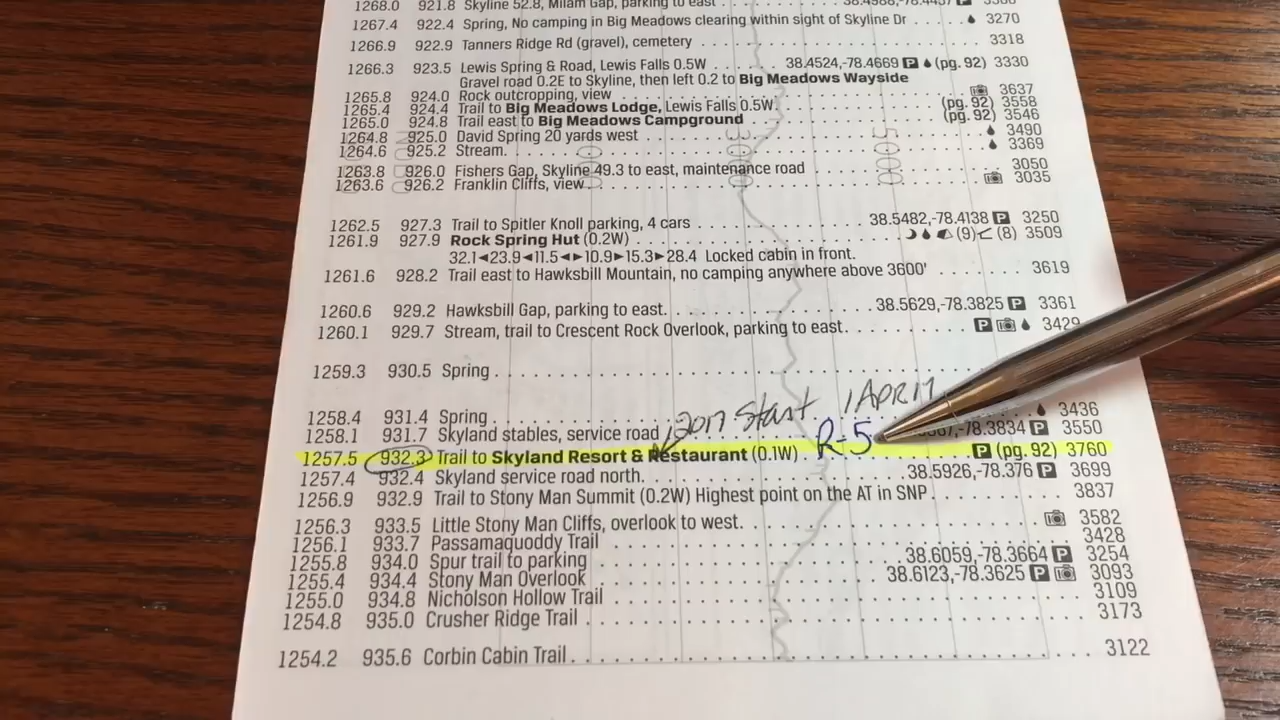 1268.0 921.8 Skyline 52.8, Milam Gap, parking to east
1267.4 922.4 Spring, No camping in Big Meadows clearing within sight of Skyline Dr 3270
1266.9 922.9 Tanners Ridge Rd (gravel), cemetery 3318
1266.3 923.5 Lewis Spring & Road, Lewis Falls 0.5W 38.4524,-78.4669 P (pg. 92) 3330
Gravel road 0.2E to Skyline, then left 0.2 to Big Meadows Wayside
1265.8 924.0 Rock outcropping, view 3637
1265.4 924.4 Trail to Big Meadows Lodge, Lewis Falls 0.5W (pg. 92) 3558
1265.0 924.8 Trail east to Big Meadows Campground (pg. 92) 3546
1264.8 925.0 David Spring 20 yards west 3490
1264.6 925.2 Stream 3369
1263.8 926.0 Fishers Gap, Skyline 49.3 to east, maintenance road 3050
1263.6 926.2 Franklin Cliffs, view 3035
1262.5 927.3 Trail to Spitler Knoll parking, 4 cars 38.5482,-78.4138 P 3250
1261.9 927.9 Rock Spring Hut (0.2W) (9) (8) 3509
32.1◄23.9◄11.5◄►10.9►15.3►28.4 Locked cabin in front.
1261.6 928.2 Trail east to Hawksbill Mountain, no camping anywhere above 3600' 3619
1260.6 929.2 Hawksbill Gap, parking to east. 38.5629,-78.3825 P 3361
1260.1 929.7 Stream, trail to Crescent Rock Overlook, parking to east. P 3429
1259.3 930.5 Spring
2017 Start 1 APRIL
1258.4 931.4 Spring 3436
1258.1 931.7 Skyland stables, service road -78.3834 P 3550
R-5
1257.5 932.3 Trail to Skyland Resort & Restaurant (0.1W) P (pg. 92) 3760
1257.4 932.4 Skyland service road north. 38.5926,-78.376 P 3699
1256.9 932.9 Trail to Stony Man Summit (0.2W) Highest point on the AT in SNP 3837
1256.3 933.5 Little Stony Man Cliffs, overlook to west. 3582
1256.1 933.7 Passamaquoddy Trail 3428
1255.8 934.0 Spur trail to parking 38.6059,-78.3664 P 3254
1255.4 934.4 Stony Man Overlook 38.6123,-78.3625 P 3093
1255.0 934.8 Nicholson Hollow Trail 3109
1254.8 935.0 Crusher Ridge Trail 3173
1254.2 935.6 Corbin Cabin Trail 3122